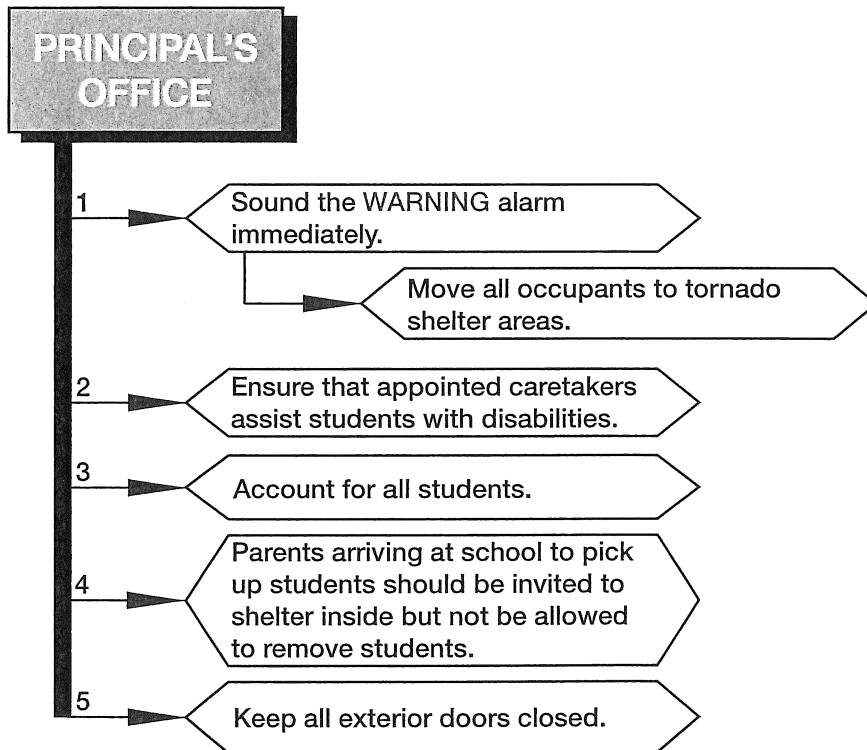 PRINCIPAL'S
OFFICE
1
Sound the WARNING alarm
immediately.
Move all occupants to tornado
shelter areas.
2
Ensure that appointed caretakers
assist students with disabilities.
3
Account for all students.
4
Parents arriving at school to pick
up students should be invited to
shelter inside but not be allowed
to remove students.
5
Keep all exterior doors closed.